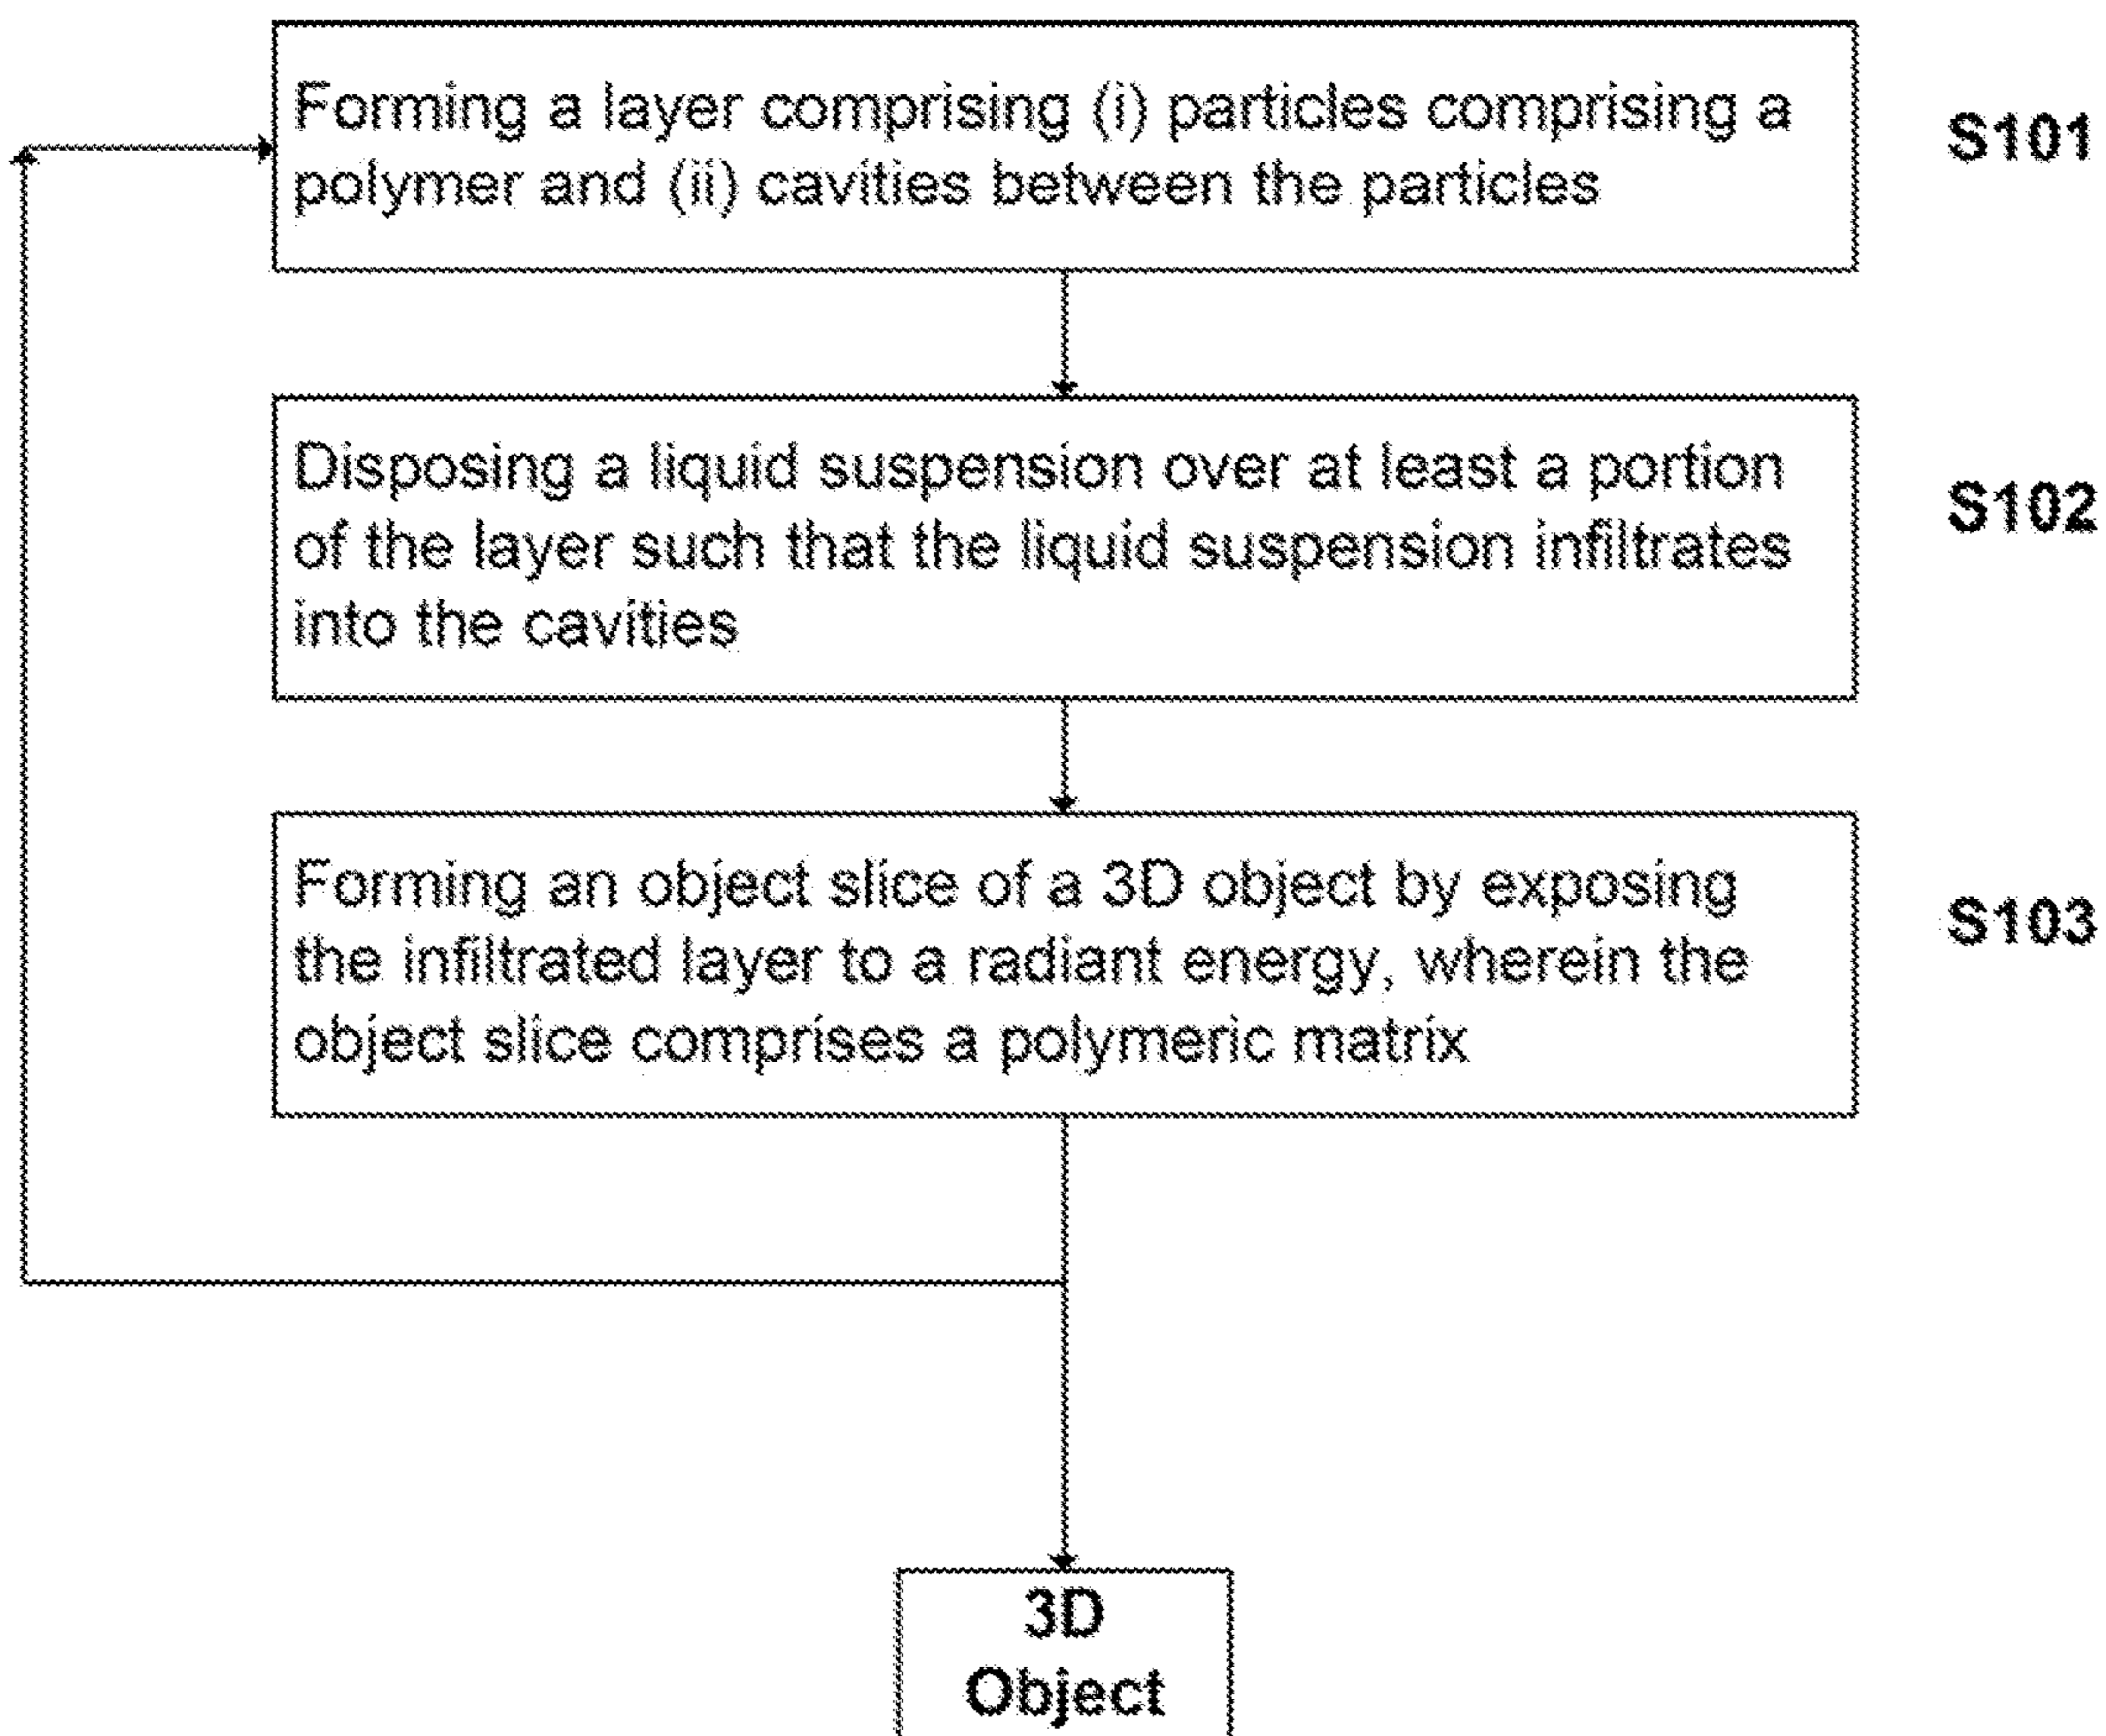 Forming a layer comprising (i) particles comprising a
polymer and (ii) cavities between the particles
S101
Disposing a liquid suspension over at least a portion
of the layer such that the liquid suspension infiltrates
into the cavities
S102
Forming an object slice of a 3D object by exposing
the infiltrated layer to a radiant energy, wherein the
object slice comprises a polymeric matrix
S103
3D
Object